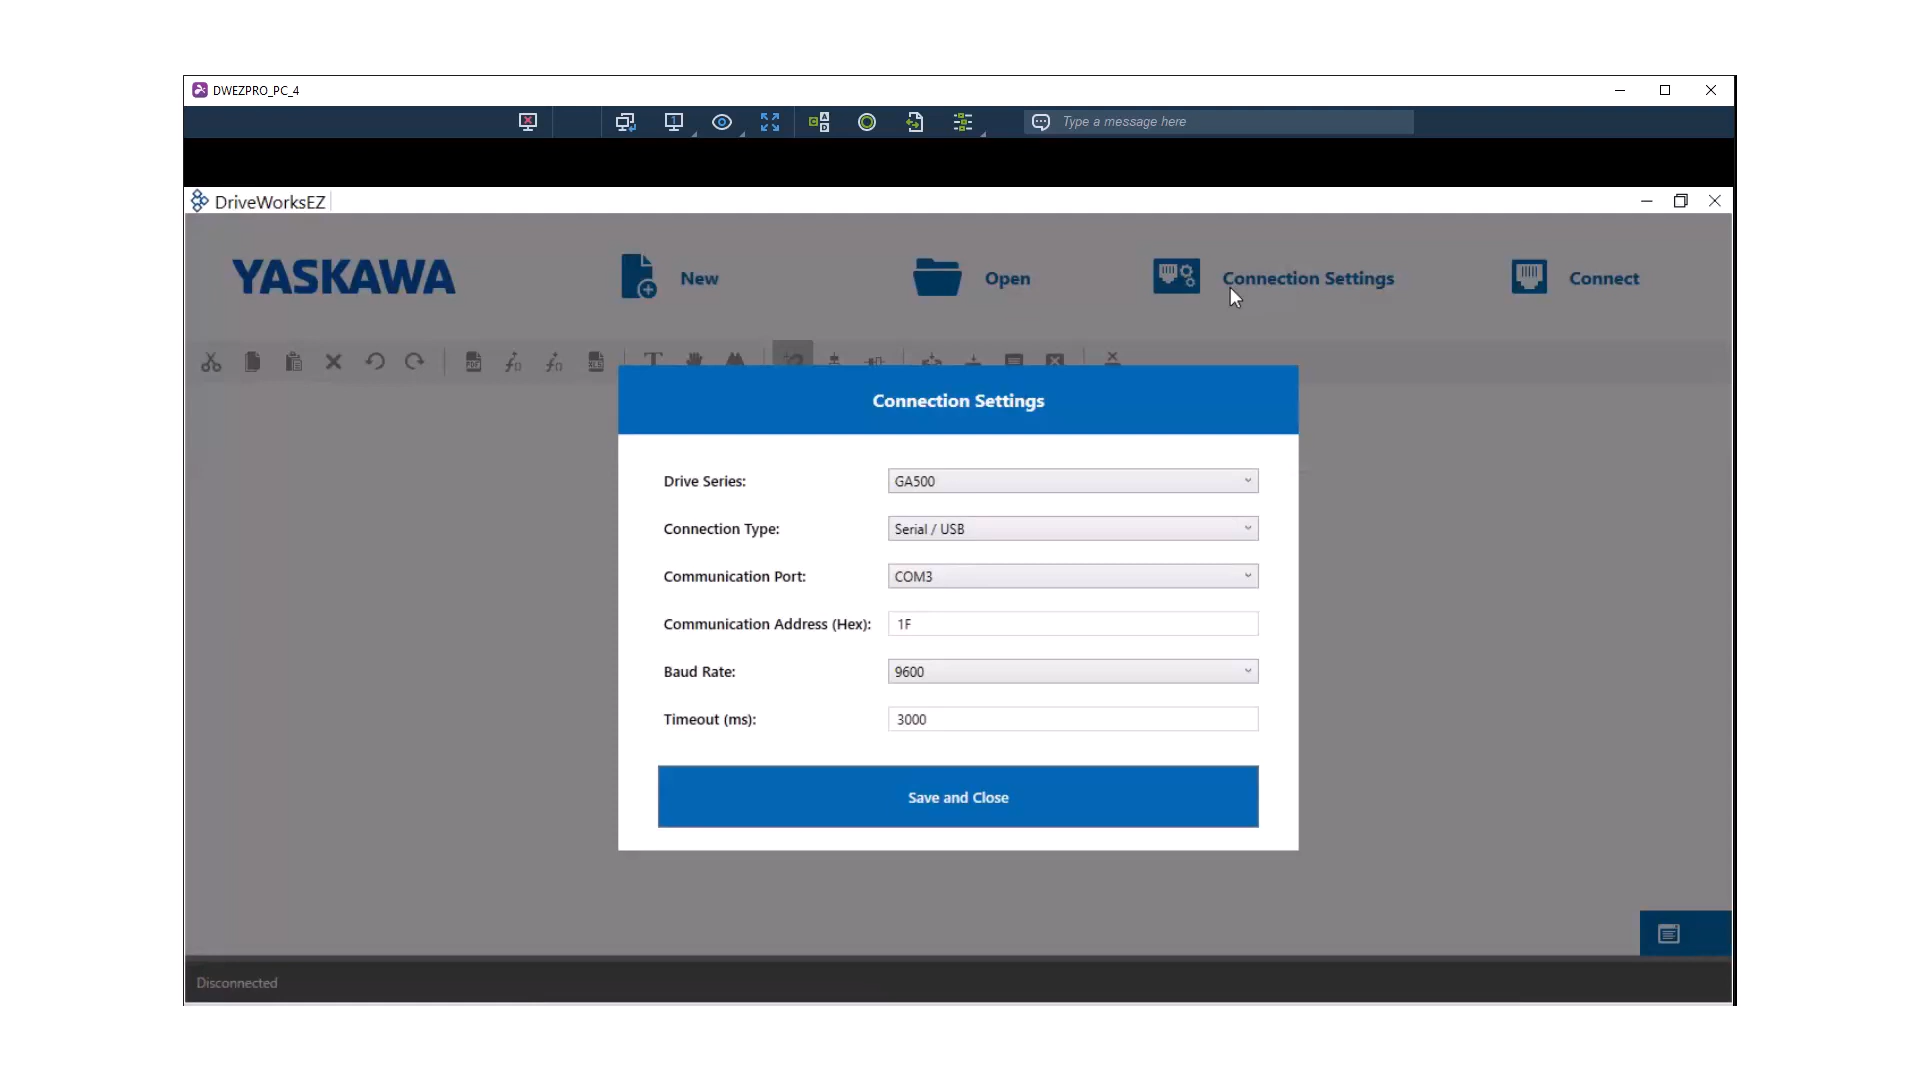 DWEZPRO_PC_4
Type a message here
DriveWorksEZ
YASKAWA
New
Open
Connection Settings
Connect
Connection Settings
Drive Series:
GA500
Connection Type:
Serial / USB
Communication Port:
COM3
Communication Address (Hex):
1F
Baud Rate:
9600
Timeout (ms):
3000
Save and Close
Disconnected